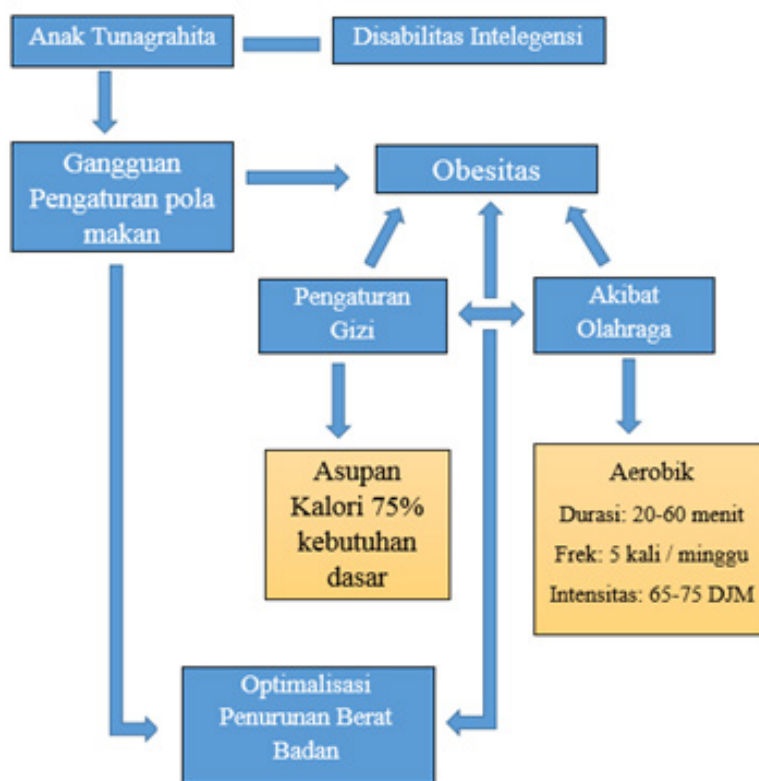 Anak Tunagrahita
Disabilitas Intelegensi
Gangguan
Pengaturan pola
makan
Obesitas
Pengaturan
Gizi
Akibat
Olahraga
Asupan
Kalori 75%
kebutuhan
dasar
Aerobik
Durasi: 20-60 menit
Frek: 5 kali / minggu
Intensitas: 65-75 DJM
Optimalisasi
Penurunan Berat
Badan